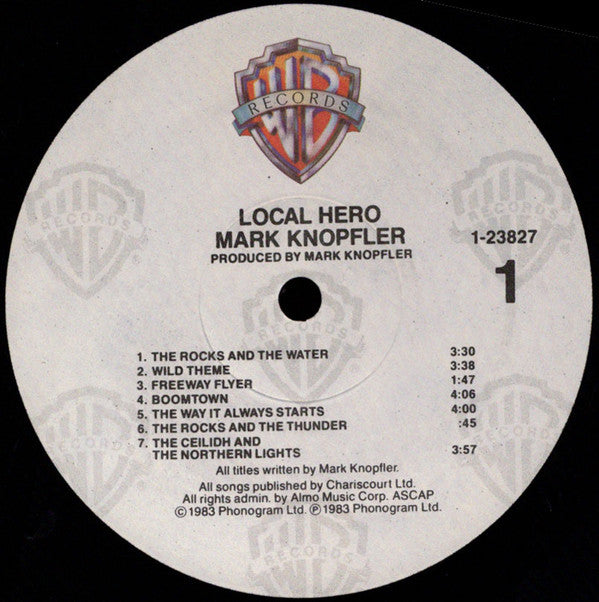 WB
RECORDS
LOCAL HERO
MARK KNOPFLER
PRODUCED BY MARK KNOPFLER
1-23827
1
1. THE ROCKS AND THE WATER 3:30
2. WILD THEME 3:38
3. FREEWAY FLYER 1:47
4. BOOMTOWN 4:06
5. THE WAY IT ALWAYS STARTS 4:00
6. THE ROCKS AND THE THUNDER :45
7. THE CEILIDH AND
THE NORTHERN LIGHTS 3:57
All titles written by Mark Knopfler.
All songs published by Chariscourt Ltd.
All rights admin. by Almo Music Corp. ASCAP
©1983 Phonogram Ltd. ℗1983 Phonogram Ltd.